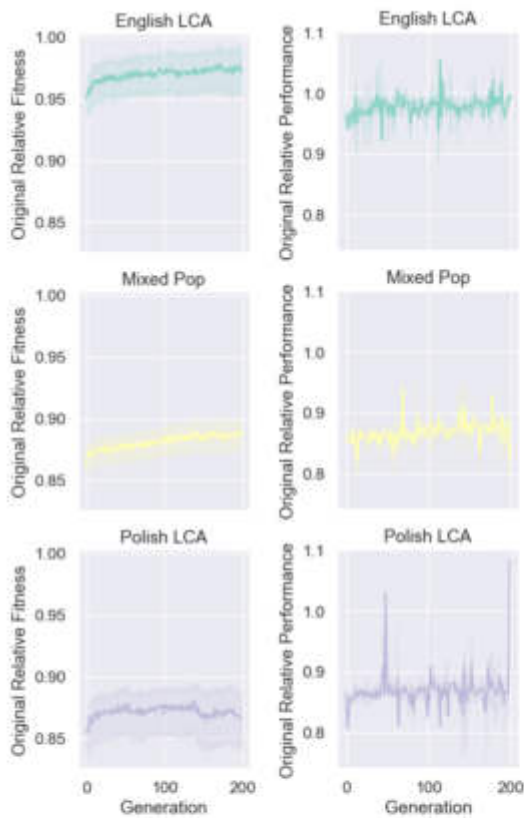 English LCA
English LCA
Original Relative Fitness
1.00
0.95
0.90
0.85
Original Relative Performance
1.1
1.0
0.9
0.8
Mixed Pop
Mixed Pop
Original Relative Fitness
1.00
0.95
0.90
0.85
Original Relative Performance
1.1
1.0
0.9
0.8
Polish LCA
Polish LCA
Original Relative Fitness
1.00
0.95
0.90
0.85
Original Relative Performance
1.1
1.0
0.9
0.8
0 100 200
0 100 200
Generation
Generation